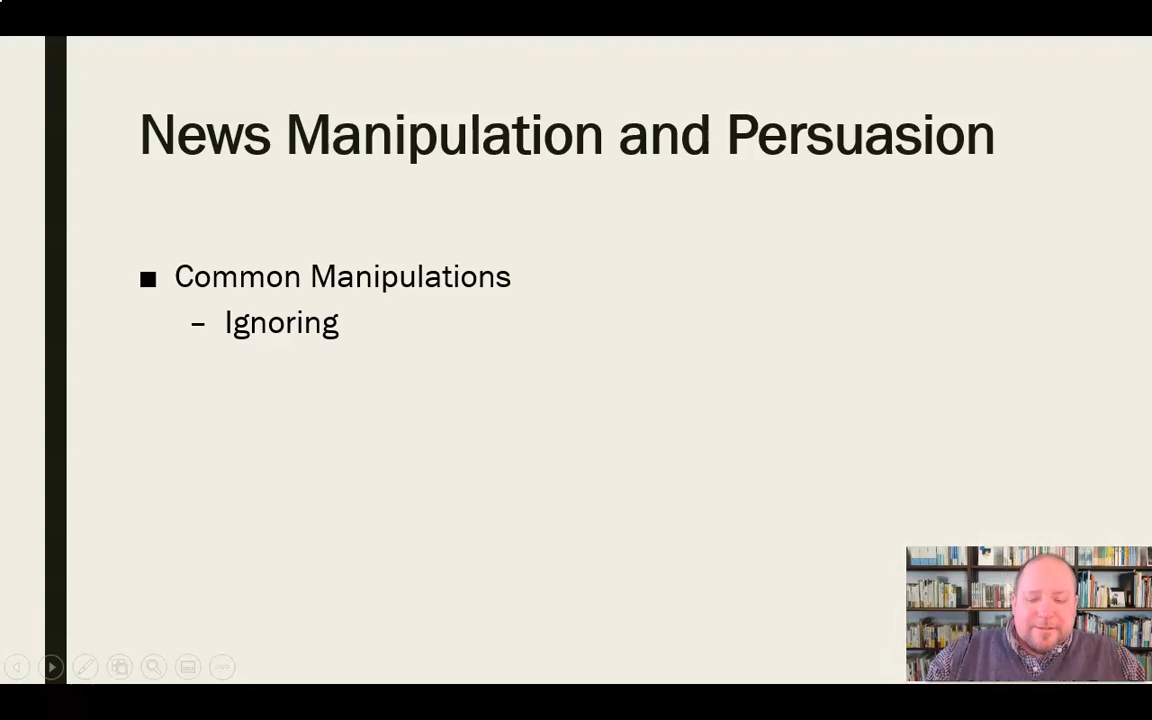 News Manipulation and Persuasion
■ Common Manipulations
– Ignoring